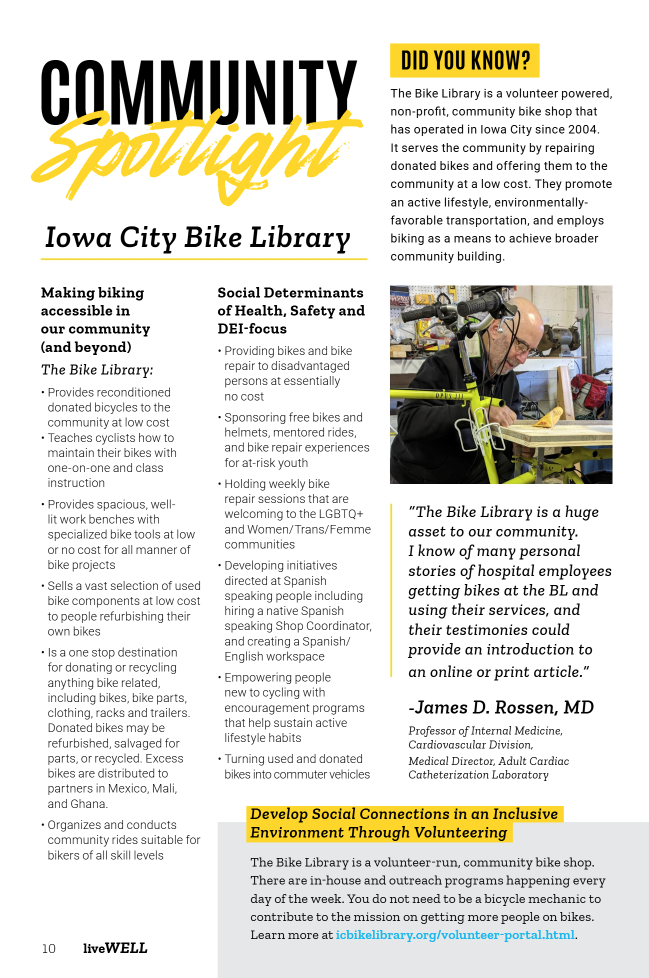 COMMUNITY
Spotlight
Iowa City Bike Library
DID YOU KNOW?
The Bike Library is a volunteer powered,
non-profit, community bike shop that
has operated in Iowa City since 2004.
It serves the community by repairing
donated bikes and offering them to the
community at a low cost. They promote
an active lifestyle, environmentally-
favorable transportation, and employs
biking as a means to achieve broader
community building.
Making biking
accessible in
our community
(and beyond)
The Bike Library:
• Provides reconditioned
donated bicycles to the
community at low cost
• Teaches cyclists how to
maintain their bikes with
one-on-one and class
instruction
• Provides spacious, well-
lit work benches with
specialized bike tools at low
or no cost for all manner of
bike projects
• Sells a vast selection of used
bike components at low cost
to people refurbishing their
own bikes
• Is a one stop destination
for donating or recycling
anything bike related,
including bikes, bike parts,
clothing, racks and trailers.
Donated bikes may be
refurbished, salvaged for
parts, or recycled. Excess
bikes are distributed to
partners in Mexico, Mali,
and Ghana.
• Organizes and conducts
community rides suitable for
bikers of all skill levels
Social Determinants
of Health, Safety and
DEI-focus
• Providing bikes and bike
repair to disadvantaged
persons at essentially
no cost
• Sponsoring free bikes and
helmets, mentored rides,
and bike repair experiences
for at-risk youth
• Holding weekly bike
repair sessions that are
welcoming to the LGBTQ+
and Women/Trans/Femme
communities
• Developing initiatives
directed at Spanish
speaking people including
hiring a native Spanish
speaking Shop Coordinator,
and creating a Spanish/
English workspace
• Empowering people
new to cycling with
encouragement programs
that help sustain active
lifestyle habits
• Turning used and donated
bikes into commuter vehicles
"The Bike Library is a huge
asset to our community.
I know of many personal
stories of hospital employees
getting bikes at the BL and
using their services, and
their testimonies could
provide an introduction to
an online or print article."
-James D. Rossen, MD
Professor of Internal Medicine,
Cardiovascular Division,
Medical Director, Adult Cardiac
Catheterization Laboratory
Develop Social Connections in an Inclusive
Environment Through Volunteering
The Bike Library is a volunteer-run, community bike shop.
There are in-house and outreach programs happening every
day of the week. You do not need to be a bicycle mechanic to
contribute to the mission on getting more people on bikes.
Learn more at icbikelibrary.org/volunteer-portal.html.
10 liveWELL